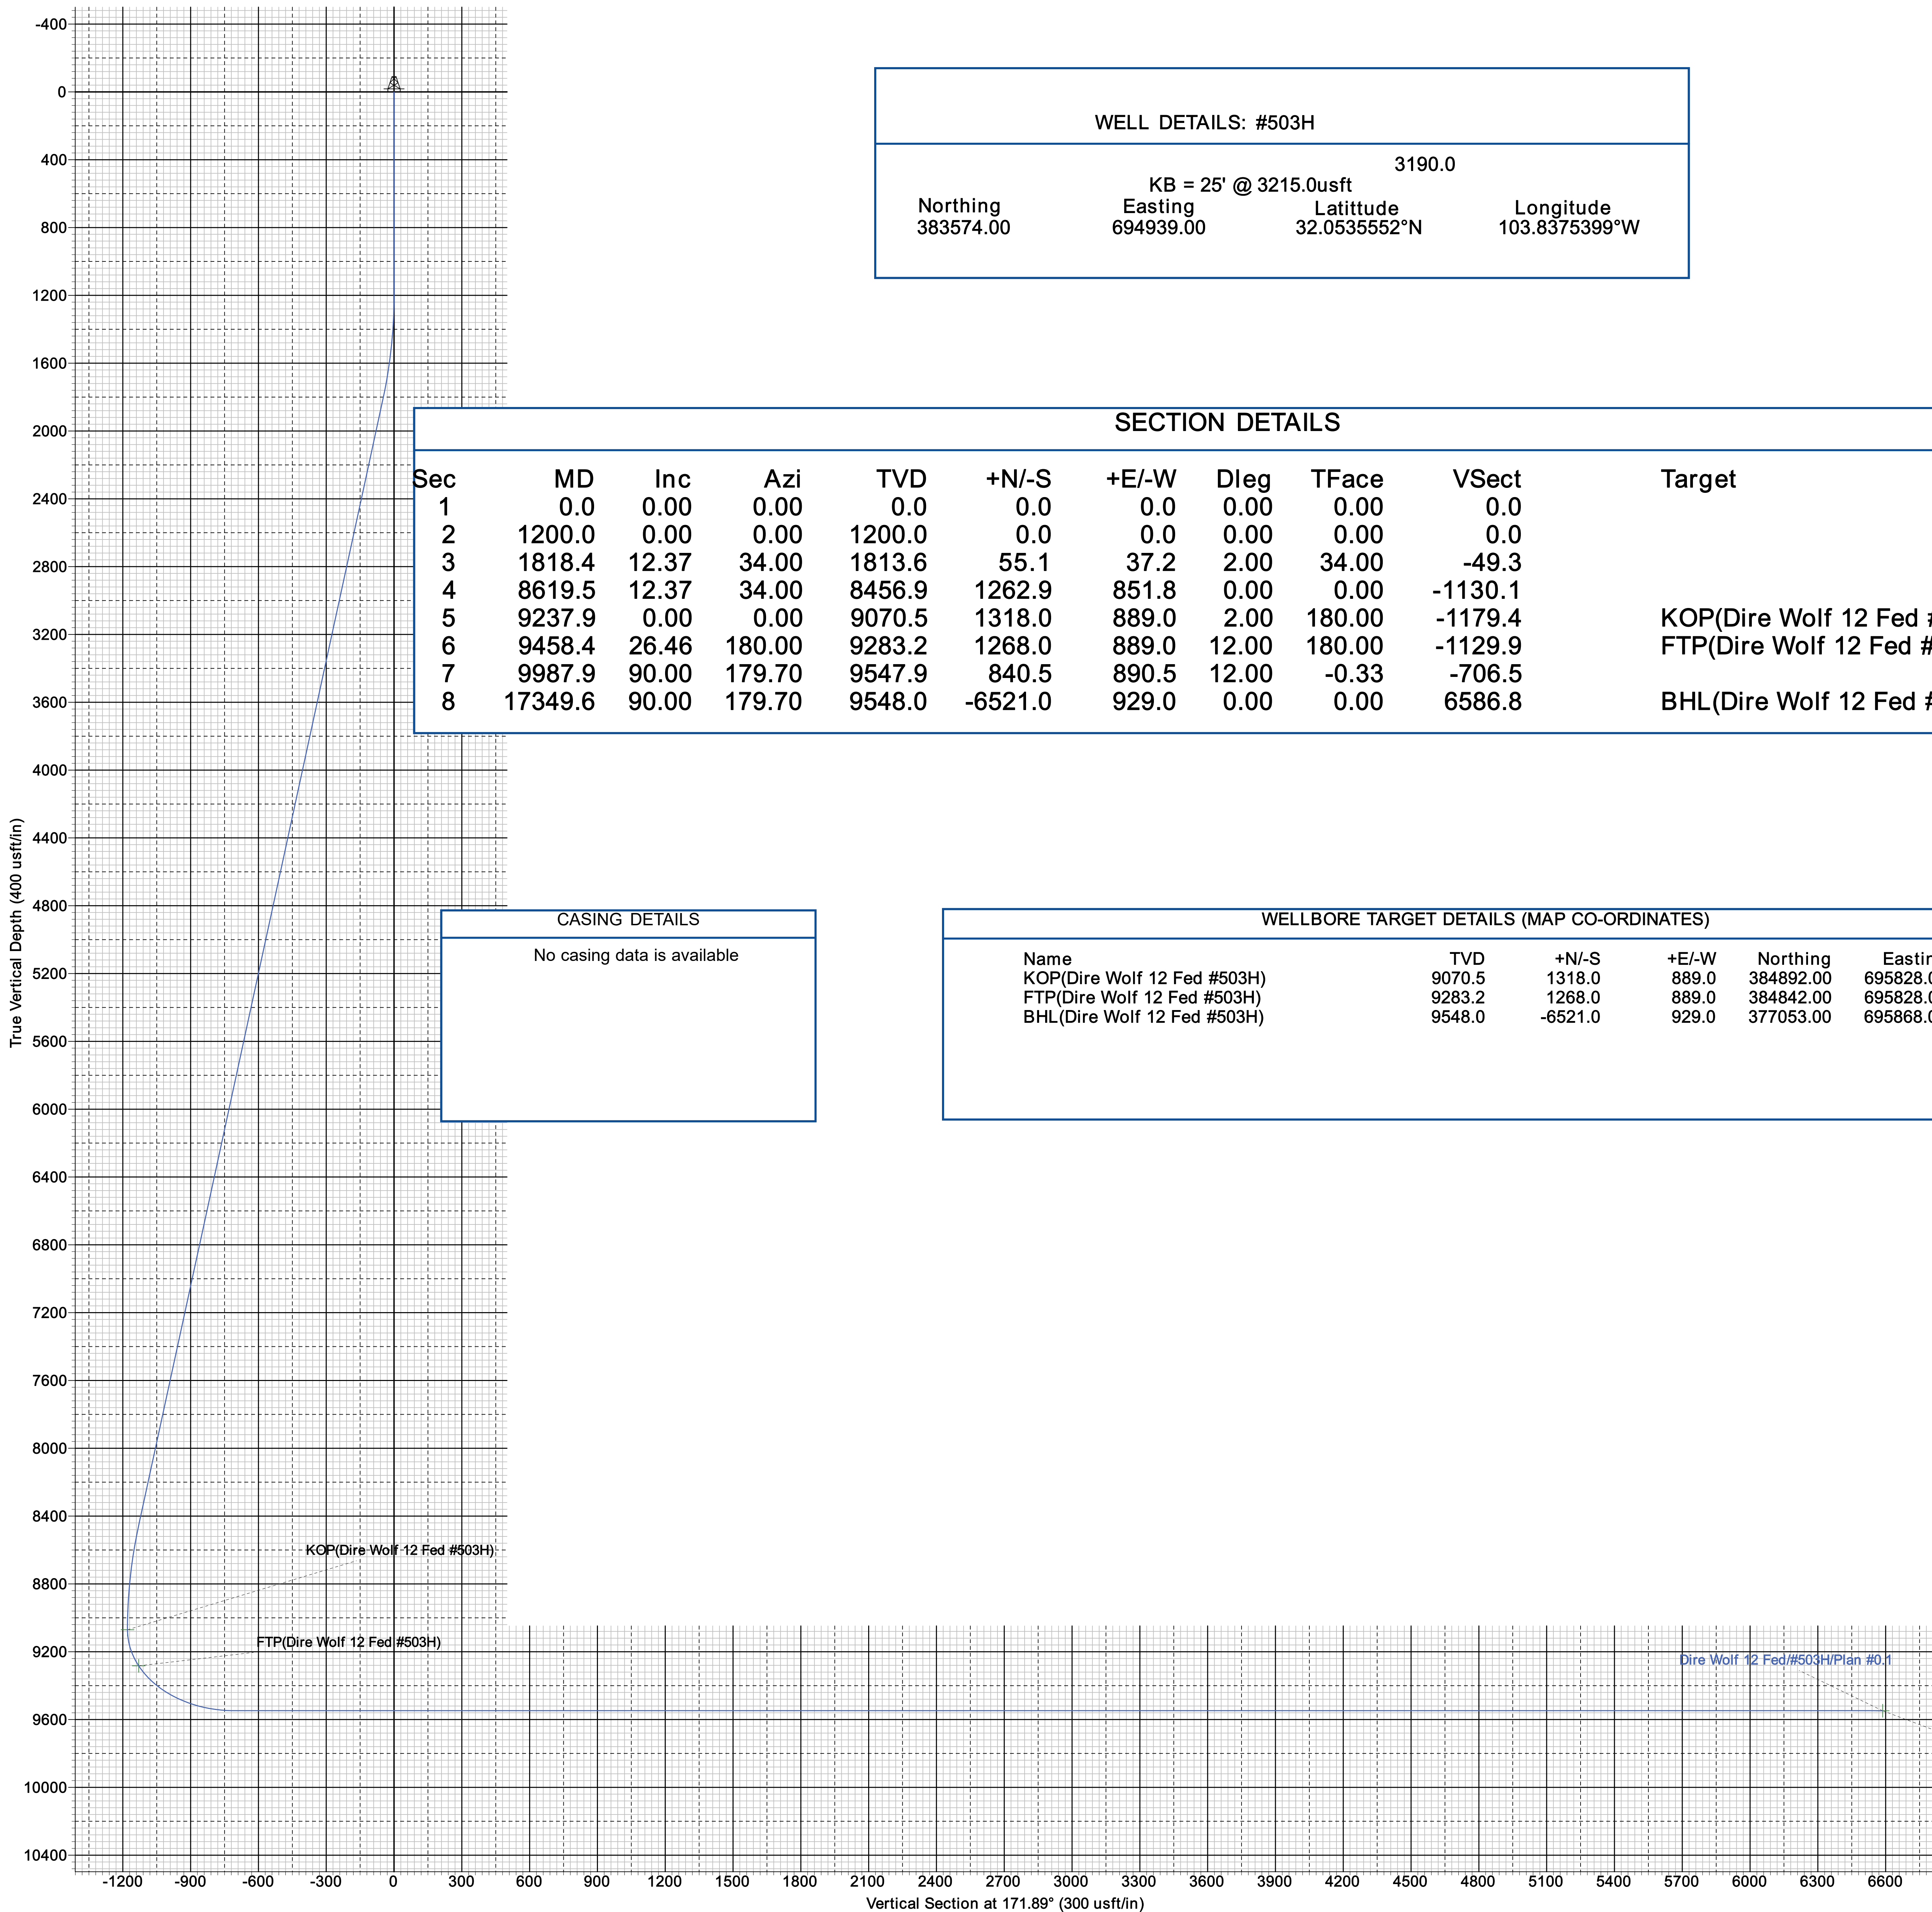 -400
0
400
800
1200
1600
2000
2400
2800
3200
3600
4000
4400
4800
5200
5600
6000
6400
6800
7200
7600
8000
8400
8800
9200
9600
10000
10400
True Vertical Depth (400 usft/in)
WELL DETAILS: #503H
3190.0
KB = 25' @ 3215.0usft
Northing Easting Latittude Longitude
383574.00 694939.00 32.0535552°N 103.8375399°W
SECTION DETAILS
Sec MD Inc Azi TVD +N/-S +E/-W Dleg TFace VSect Target
1 0.0 0.00 0.00 0.0 0.0 0.0 0.00 0.00 0.0
2 1200.0 0.00 0.00 1200.0 0.0 0.0 0.00 0.00 0.0
3 1818.4 12.37 34.00 1813.6 55.1 37.2 2.00 34.00 -49.3
4 8619.5 12.37 34.00 8456.9 1262.9 851.8 0.00 0.00 -1130.1
5 9237.9 0.00 0.00 9070.5 1318.0 889.0 2.00 180.00 -1179.4 KOP(Dire Wolf 12 Fed #
6 9458.4 26.46 180.00 9283.2 1268.0 889.0 12.00 180.00 -1129.9 FTP(Dire Wolf 12 Fed #
7 9987.9 90.00 179.70 9547.9 840.5 890.5 12.00 -0.33 -706.5
8 17349.6 90.00 179.70 9548.0 -6521.0 929.0 0.00 0.00 6586.8 BHL(Dire Wolf 12 Fed #
CASING DETAILS
No casing data is available
WELLBORE TARGET DETAILS (MAP CO-ORDINATES)
Name TVD +N/-S +E/-W Northing Eastin
KOP(Dire Wolf 12 Fed #503H) 9070.5 1318.0 889.0 384892.00 695828.0
FTP(Dire Wolf 12 Fed #503H) 9283.2 1268.0 889.0 384842.00 695828.0
BHL(Dire Wolf 12 Fed #503H) 9548.0 -6521.0 929.0 377053.00 695868.0
KOP(Dire Wolf 12 Fed #503H)
FTP(Dire Wolf 12 Fed #503H)
Dire Wolf 12 Fed/#503H/Plan #0.1
-1200 -900 -600 -300 0 300 600 900 1200 1500 1800 2100 2400 2700 3000 3300 3600 3900 4200 4500 4800 5100 5400 5700 6000 6300 6600
Vertical Section at 171.89° (300 usft/in)